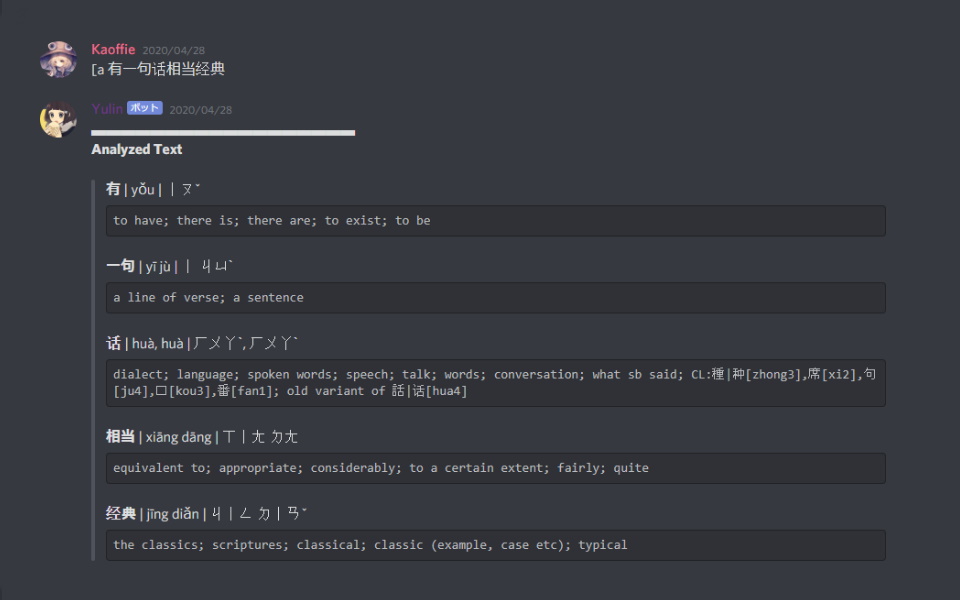 Kaoffie 2020/04/28
[a 有一句话相当经典
Yulin ボット 2020/04/28
Analyzed Text
有 | yǒu | ㄧㄡˇ
to have; there is; there are; to exist; to be
一句 | yī jù | ㄧ ㄐㄩˋ
a line of verse; a sentence
话 | huà, huà | ㄏㄨㄚˋ, ㄏㄨㄚˋ
dialect; language; spoken words; speech; talk; words; conversation; what sb said; CL:種|种[zhong3],席[xi2],句
[ju4],口[kou3],番[fan1]; old variant of 話|话[hua4]
相当 | xiāng dāng | ㄒㄧㄤ ㄉㄤ
equivalent to; appropriate; considerably; to a certain extent; fairly; quite
经典 | jīng diǎn | ㄐㄧㄥ ㄉㄧㄢˇ
the classics; scriptures; classical; classic (example, case etc); typical